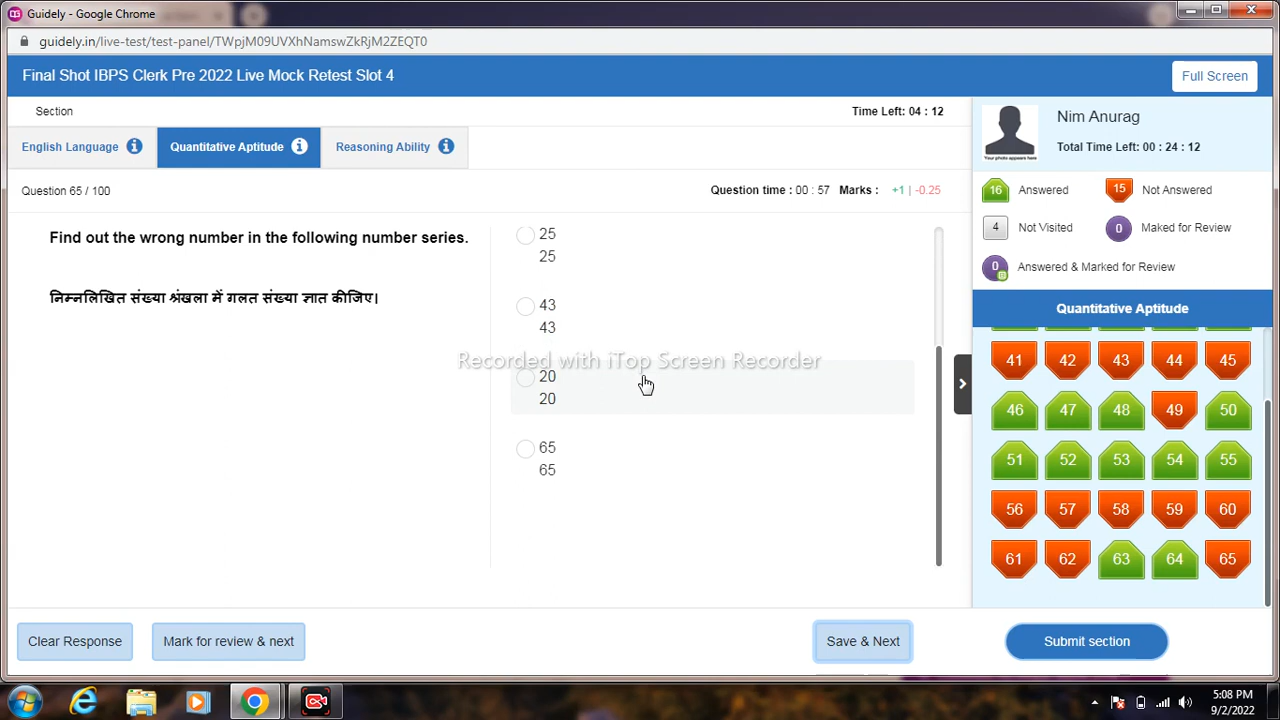 Guidely - Google Chrome
guidely.in/live-test/test-panel/TWpjM09UVXhNamswZkRjM2ZEQT0
Final Shot IBPS Clerk Pre 2022 Live Mock Retest Slot 4
Full Screen
Section
Time Left: 04 : 12
English Language
Quantitative Aptitude
Reasoning Ability
Nim Anurag
Total Time Left: 00 : 24 : 12
Your photo appears here
Question 65 / 100
Question time : 00 : 57 Marks : +1 | -0.25
16 Answered
15 Not Answered
4 Not Visited
0 Maked for Review
0 Answered & Marked for Review
Find out the wrong number in the following number series.
निम्नलिखित संख्या श्रंखला में गलत संख्या ज्ञात कीजिए।
25
25
43
43
20
20
65
65
Recorded with iTop Screen Recorder
Quantitative Aptitude
41 42 43 44 45
46 47 48 49 50
51 52 53 54 55
56 57 58 59 60
61 62 63 64 65
Clear Response
Mark for review & next
Save & Next
Submit section
5:08 PM
9/2/2022